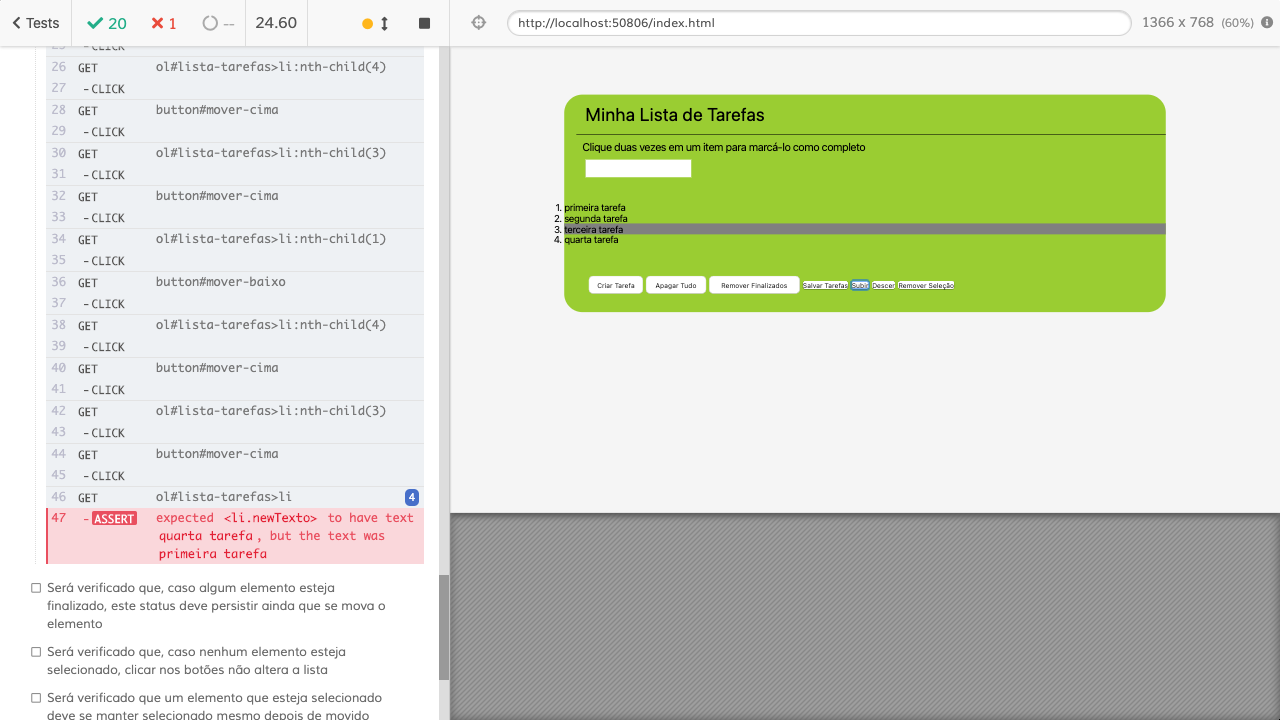 Tests
20
1
--
24.60
http://localhost:50806/index.html
1366 x 768 (60%)
- CLICK
26 GET ol#lista-tarefas>li:nth-child(4)
27 - CLICK
28 GET button#mover-cima
29 - CLICK
30 GET ol#lista-tarefas>li:nth-child(3)
31 - CLICK
32 GET button#mover-cima
33 - CLICK
34 GET ol#lista-tarefas>li:nth-child(1)
35 - CLICK
36 GET button#mover-baixo
37 - CLICK
38 GET ol#lista-tarefas>li:nth-child(4)
39 - CLICK
40 GET button#mover-cima
41 - CLICK
42 GET ol#lista-tarefas>li:nth-child(3)
43 - CLICK
44 GET button#mover-cima
45 - CLICK
46 GET ol#lista-tarefas>li 4
47 - ASSERT expected <li.newTexto> to have text
quarta tarefa, but the text was
primeira tarefa
Será verificado que, caso algum elemento esteja
finalizado, este status deve persistir ainda que se mova o
elemento
Será verificado que, caso nenhum elemento esteja
selecionado, clicar nos botões não altera a lista
Será verificado que um elemento que esteja selecionado
deve se manter selecionado mesmo depois de movido
Minha Lista de Tarefas
Clique duas vezes em um item para marcá-lo como completo
1. primeira tarefa
2. segunda tarefa
3. terceira tarefa
4. quarta tarefa
Criar Tarefa Apagar Tudo Remover Finalizados Salvar Tarefas Subir Descer Remover Seleção